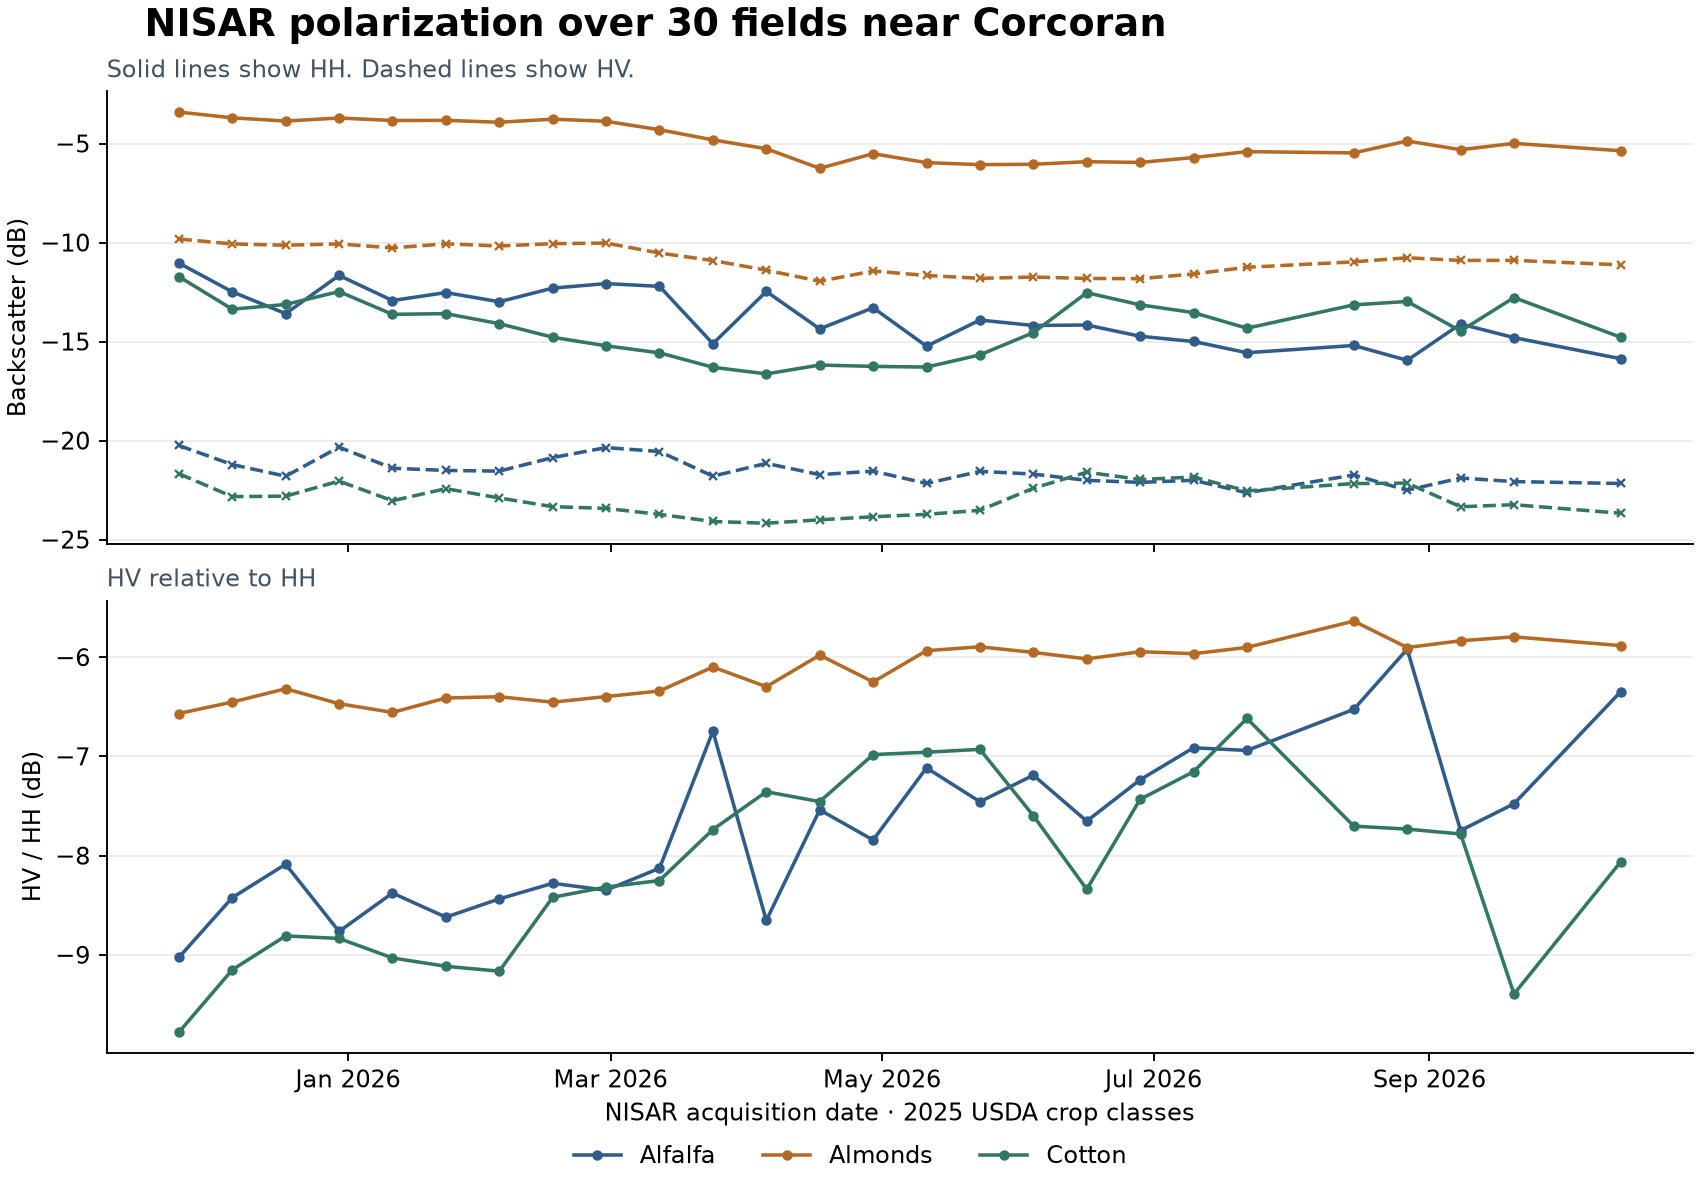 NISAR polarization over 30 fields near Corcoran
Solid lines show HH. Dashed lines show HV.
Backscatter (dB)
−5
−10
−15
−20
−25
HV relative to HH
HV / HH (dB)
−6
−7
−8
−9
Jan 2026
Mar 2026
May 2026
Jul 2026
Sep 2026
NISAR acquisition date · 2025 USDA crop classes
Alfalfa
Almonds
Cotton